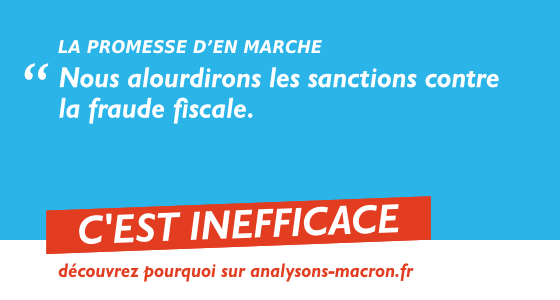 LA PROMESSE D’EN MARCHE
“ Nous alourdirons les sanctions contre
la fraude fiscale.
C'EST INEFFICACE
découvrez pourquoi sur analysons-macron.fr